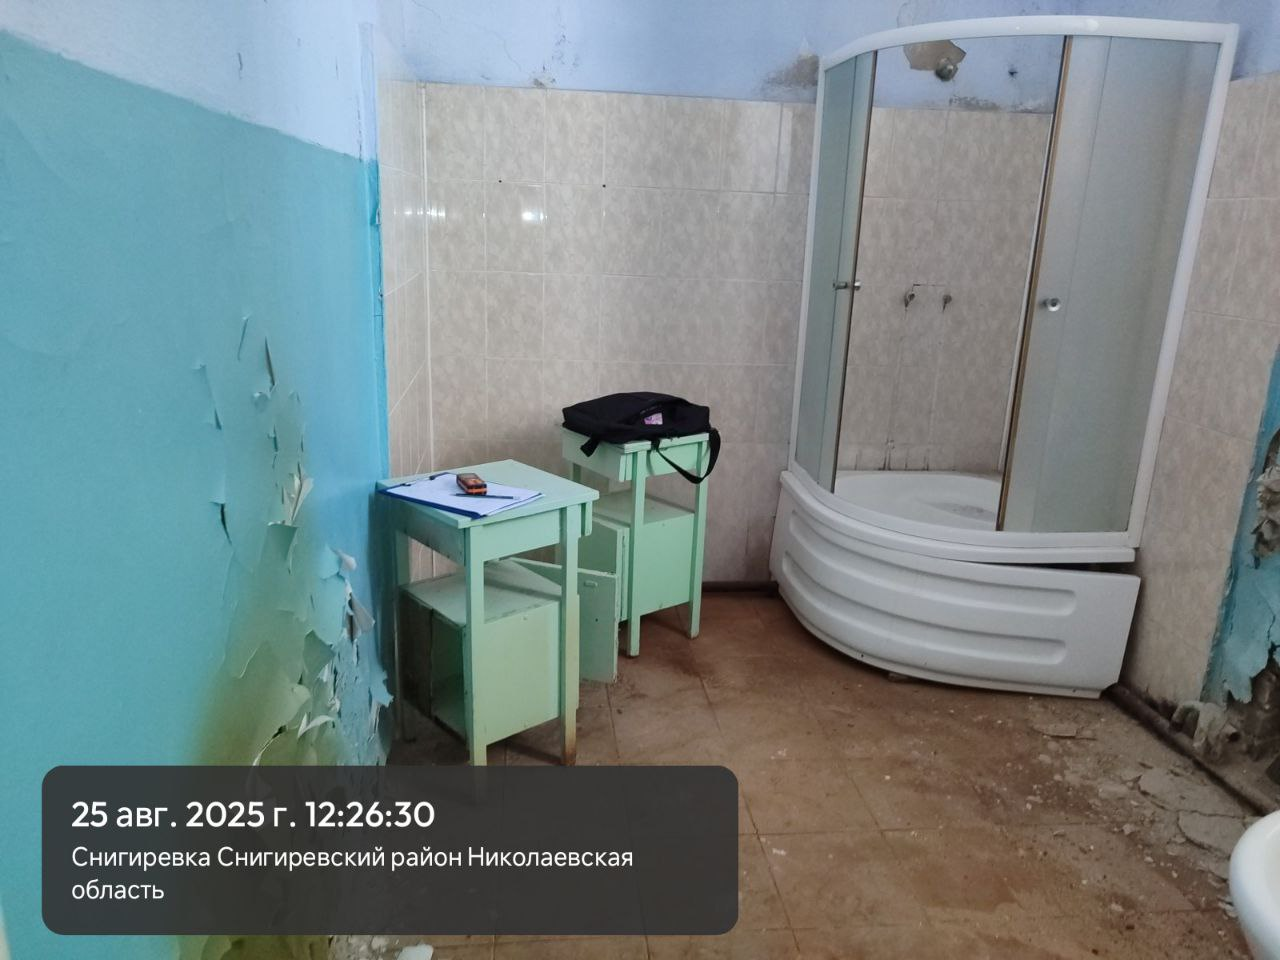 25 авг. 2025 г. 12:26:30
Снигиревка Снигиревский район Николаевская
область